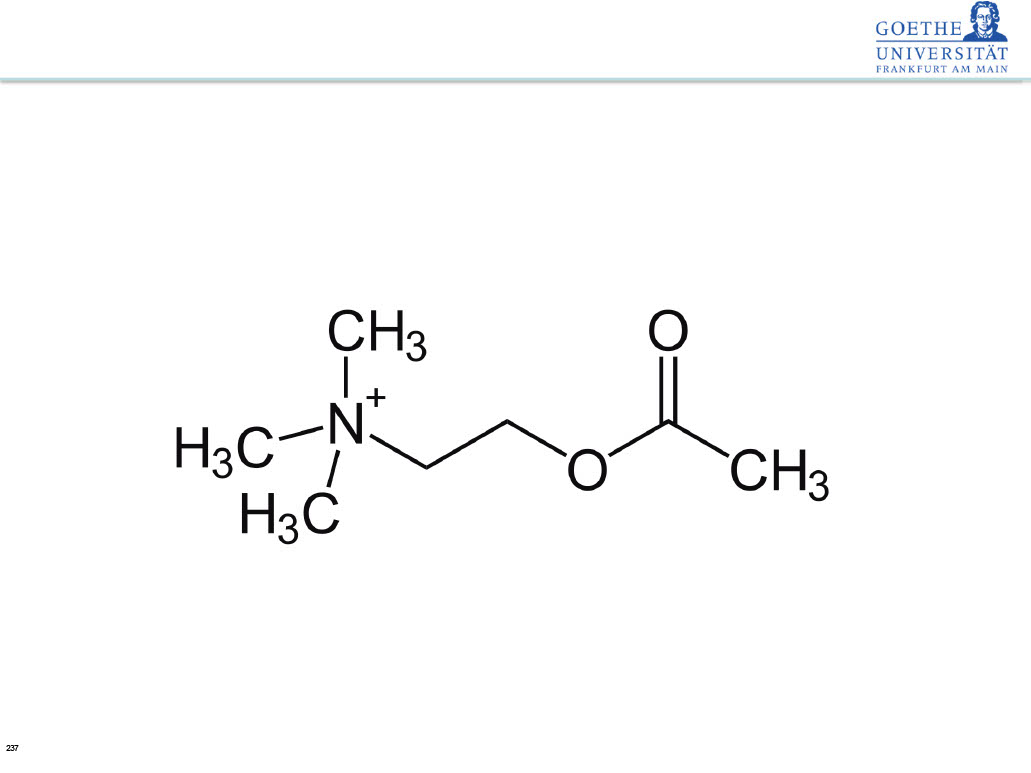 GOETHE
UNIVERSITÄT
FRANKFURT AM MAIN
CH3
O
N+
H3C
O
CH3
H3C
237